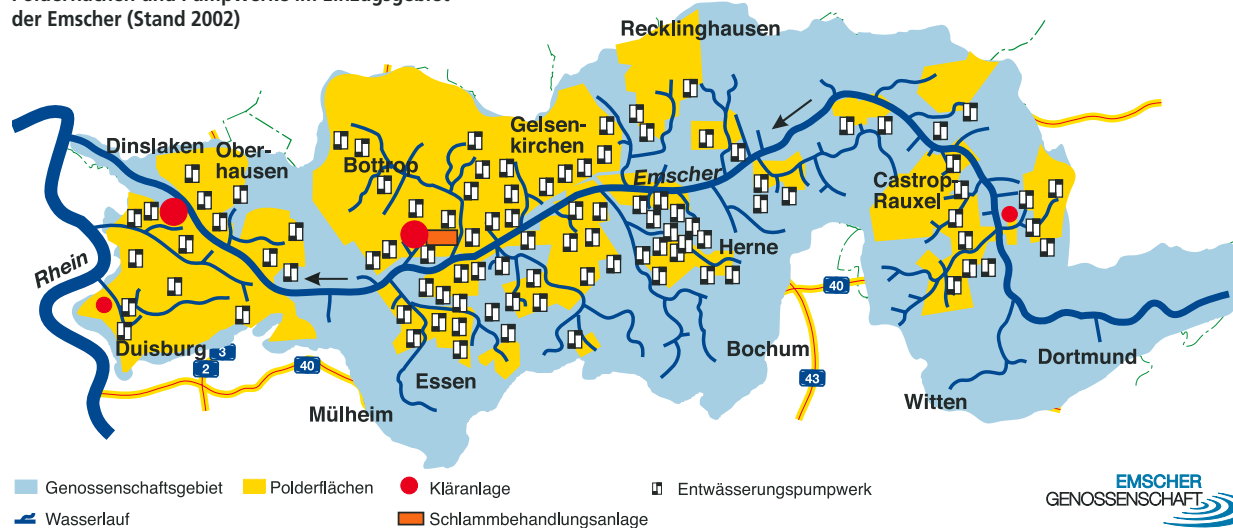 der Emscher (Stand 2002)
Recklinghausen
Dinslaken
Ober-
hausen
Gelsen-
kirchen
Bottrop
Emscher
Castrop-
Rauxel
Herne
Rhein
40
Duisburg
3
2
40
Bochum
Dortmund
43
Essen
Mülheim
Witten
Genossenschaftsgebiet
Polderflächen
Kläranlage
Entwässerungspumpwerk
Wasserlauf
Schlammbehandlungsanlage
EMSCHER
GENOSSENSCHAFT